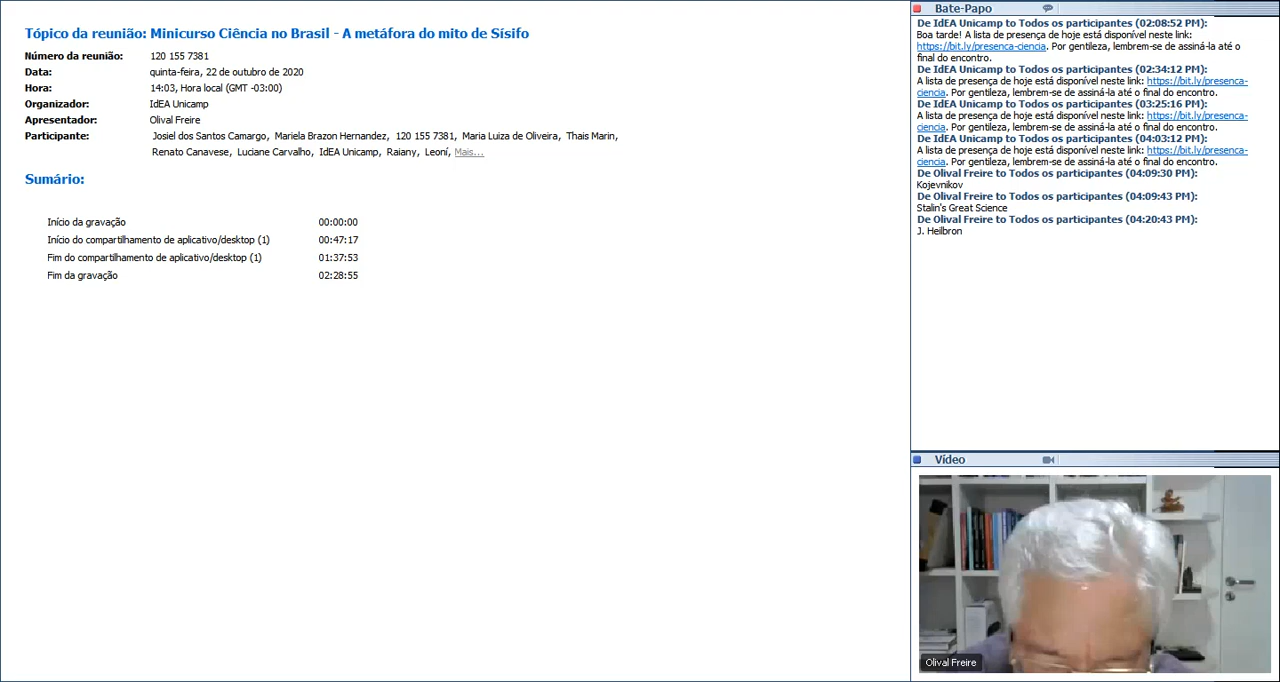 Tópico da reunião: Minicurso Ciência no Brasil - A metáfora do mito de Sísifo
Número da reunião: 120 155 7381
Data: quinta-feira, 22 de outubro de 2020
Hora: 14:03, Hora local (GMT -03:00)
Organizador: IdEA Unicamp
Apresentador: Olival Freire
Participante: Josiel dos Santos Camargo, Mariela Brazon Hernandez, 120 155 7381, Maria Luiza de Oliveira, Thais Marin,
Renato Canavese, Luciane Carvalho, IdEA Unicamp, Raiany, Leoní, Mais...
Sumário:
Início da gravação 00:00:00
Início do compartilhamento de aplicativo/desktop (1) 00:47:17
Fim do compartilhamento de aplicativo/desktop (1) 01:37:53
Fim da gravação 02:28:55
Bate-Papo
De IdEA Unicamp to Todos os participantes (02:08:52 PM):
Boa tarde! A lista de presença de hoje está disponível neste link:
https://bit.ly/presenca-ciencia. Por gentileza, lembrem-se de assiná-la até o
final do encontro.
De IdEA Unicamp to Todos os participantes (02:34:12 PM):
A lista de presença de hoje está disponível neste link: https://bit.ly/presenca-
ciencia. Por gentileza, lembrem-se de assiná-la até o final do encontro.
De IdEA Unicamp to Todos os participantes (03:25:16 PM):
A lista de presença de hoje está disponível neste link: https://bit.ly/presenca-
ciencia. Por gentileza, lembrem-se de assiná-la até o final do encontro.
De IdEA Unicamp to Todos os participantes (04:03:12 PM):
A lista de presença de hoje está disponível neste link: https://bit.ly/presenca-
ciencia. Por gentileza, lembrem-se de assiná-la até o final do encontro.
De Olival Freire to Todos os participantes (04:09:30 PM):
Kojevnikov
De Olival Freire to Todos os participantes (04:09:43 PM):
Stalin's Great Science
De Olival Freire to Todos os participantes (04:20:43 PM):
J. Heilbron
Vídeo
Olival Freire